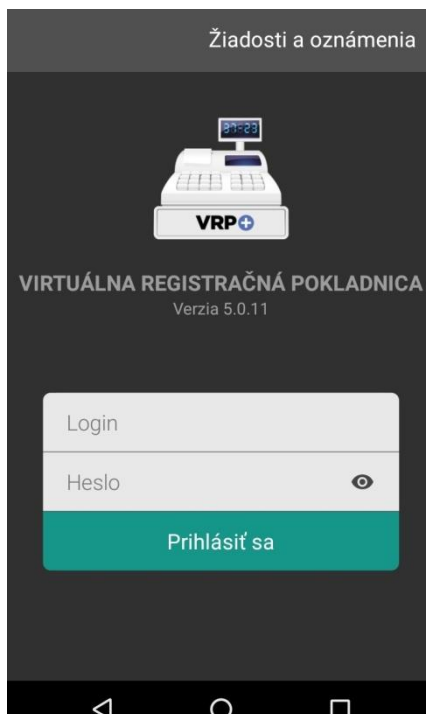 Žiadosti a oznámenia
VRP+
VIRTUÁLNA REGISTRAČNÁ POKLADNICA
Verzia 5.0.11
Login
Heslo
Prihlásiť sa